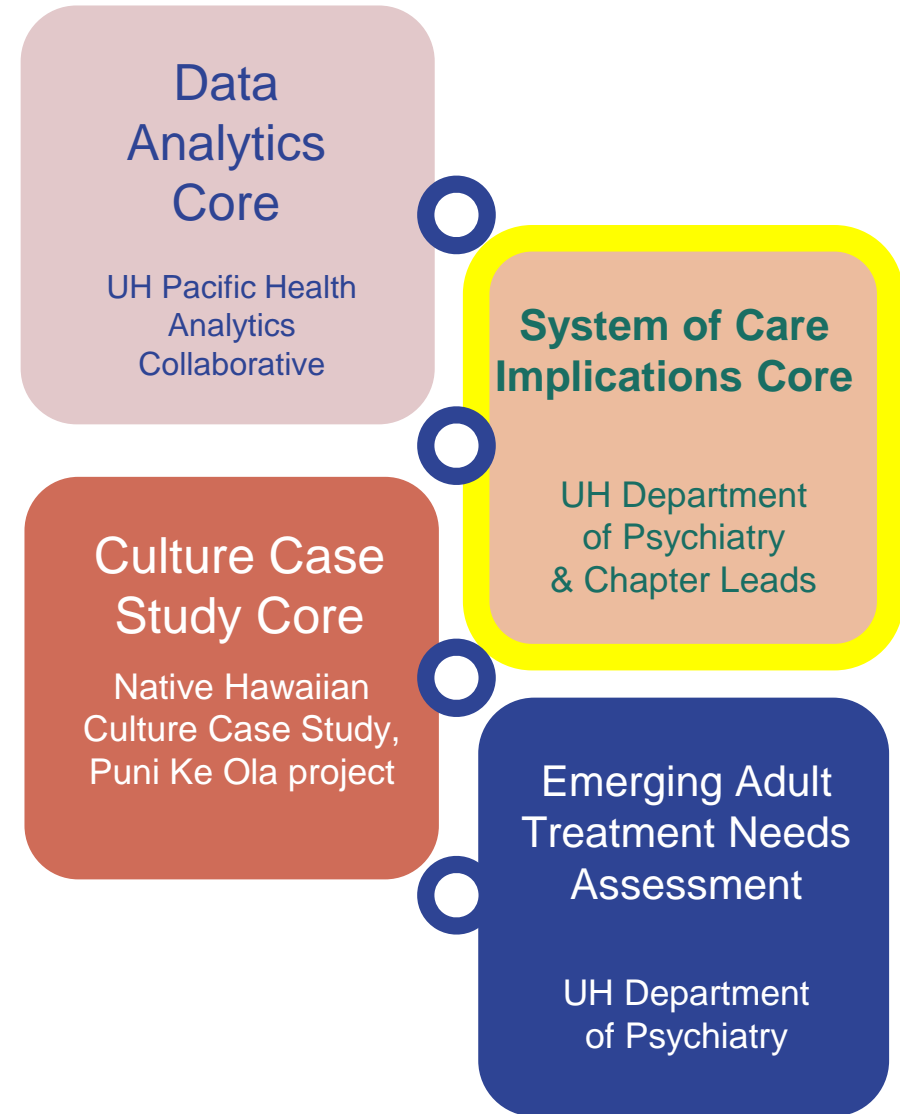 Data
Analytics
Core
UH Pacific Health
Analytics
Collaborative
System of Care
Implications Core
UH Department
of Psychiatry
& Chapter Leads
Culture Case
Study Core
Native Hawaiian
Culture Case Study,
Puni Ke Ola project
Emerging Adult
Treatment Needs
Assessment
UH Department
of Psychiatry